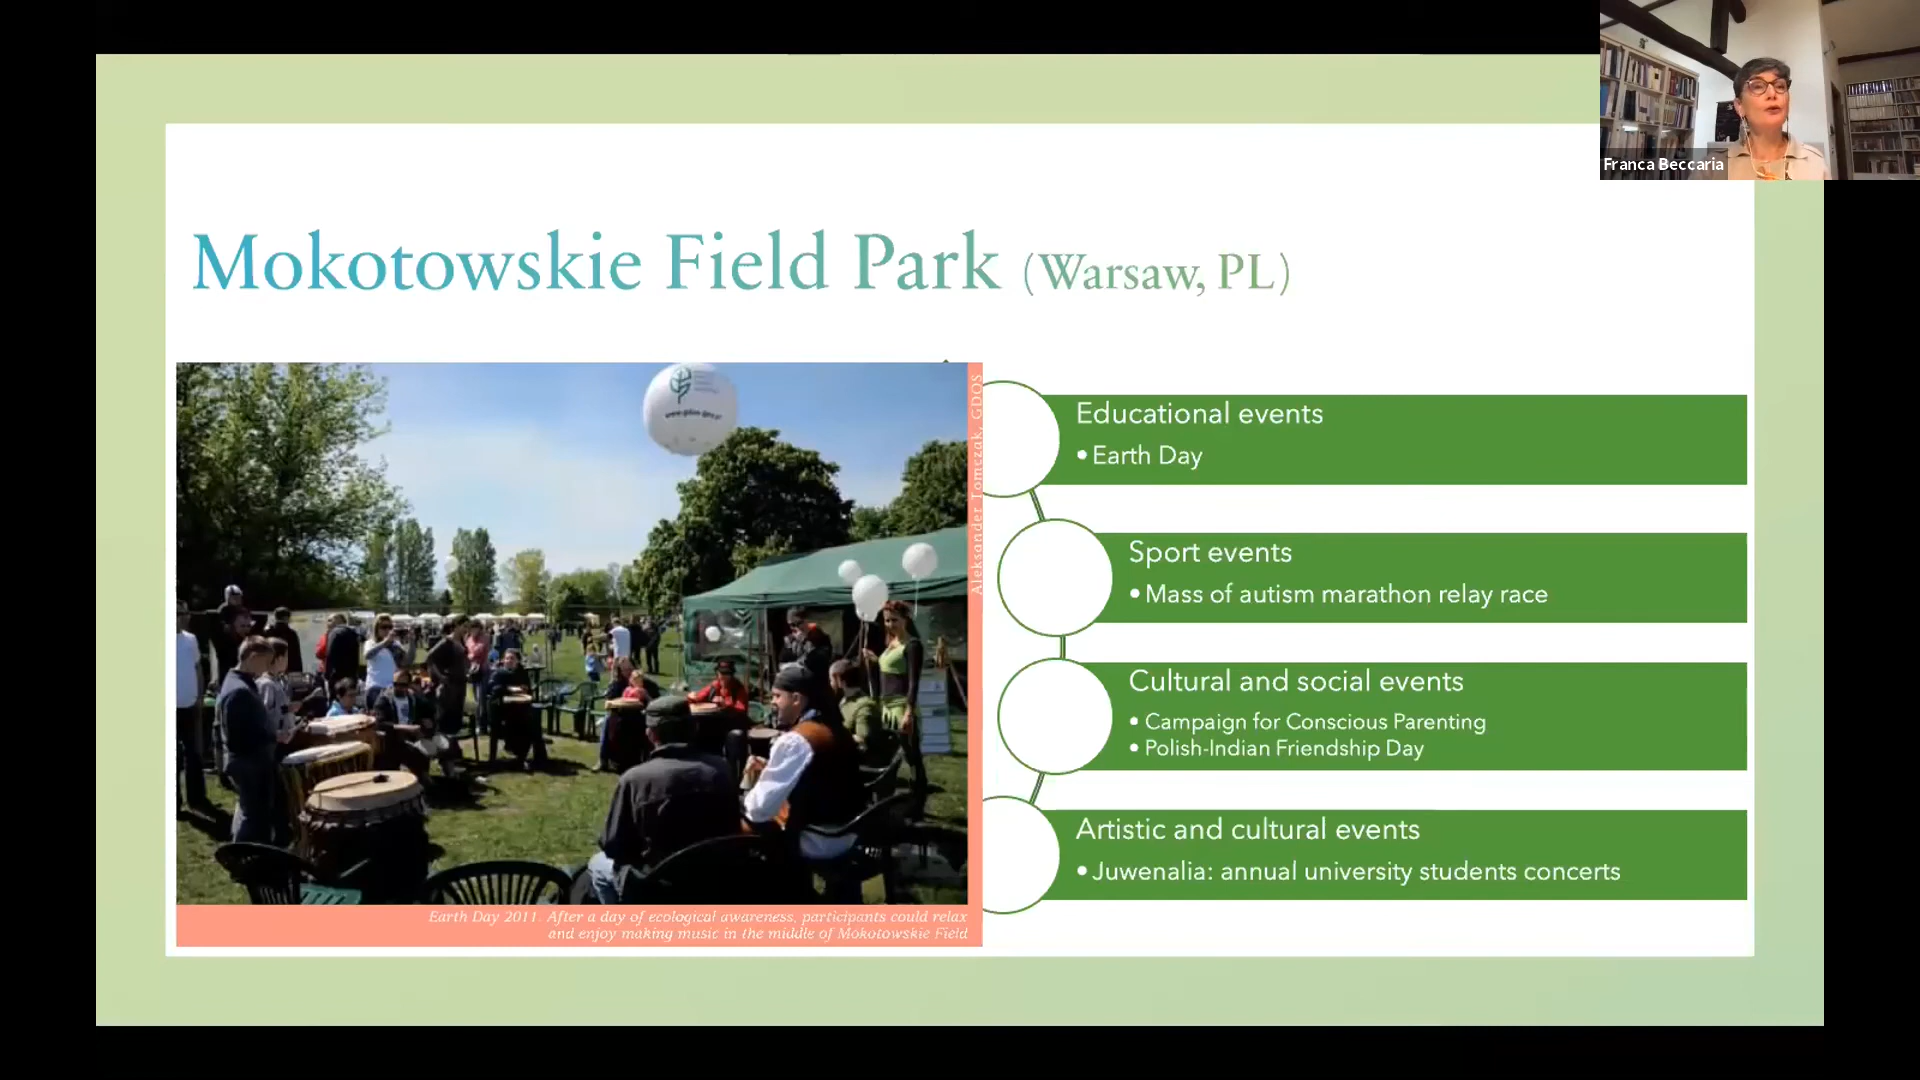 Franca Beccaria
Mokotowskie Field Park (Warsaw, PL)
Aleksander Tomczak, GDOS
Earth Day 2011. After a day of ecological awareness, participants could relax
and enjoy making music in the middle of Mokotowskie Field
Educational events
• Earth Day
Sport events
• Mass of autism marathon relay race
Cultural and social events
• Campaign for Conscious Parenting
• Polish-Indian Friendship Day
Artistic and cultural events
• Juwenalia: annual university students concerts